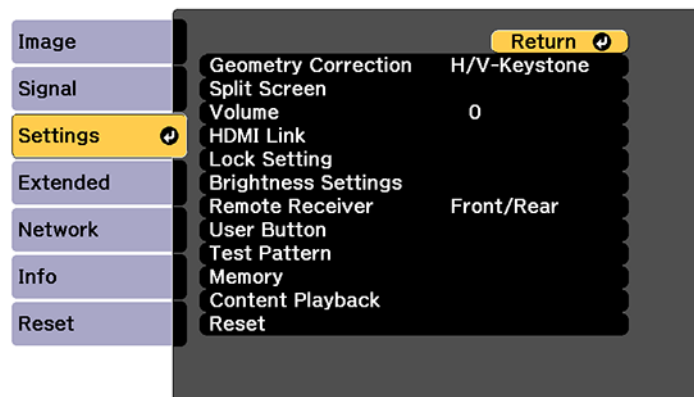 Image
Signal
Settings
Extended
Network
Info
Reset
Return
Geometry Correction H/V-Keystone
Split Screen
Volume 0
HDMI Link
Lock Setting
Brightness Settings
Remote Receiver Front/Rear
User Button
Test Pattern
Memory
Content Playback
Reset